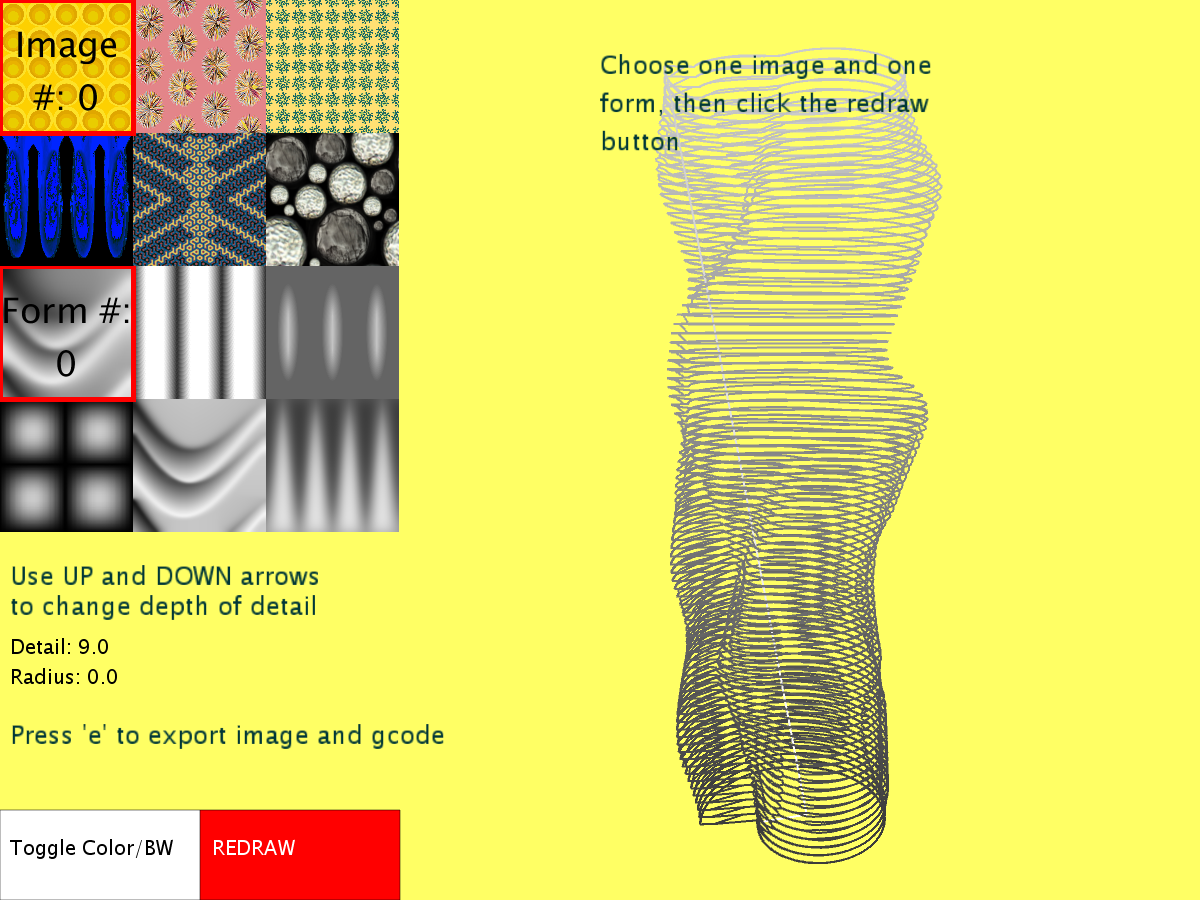 Image
#: 0
Form #:
0
Choose one image and one
form, then click the redraw
button
Use UP and DOWN arrows
to change depth of detail
Detail: 9.0
Radius: 0.0
Press 'e' to export image and gcode
Toggle Color/BW
REDRAW